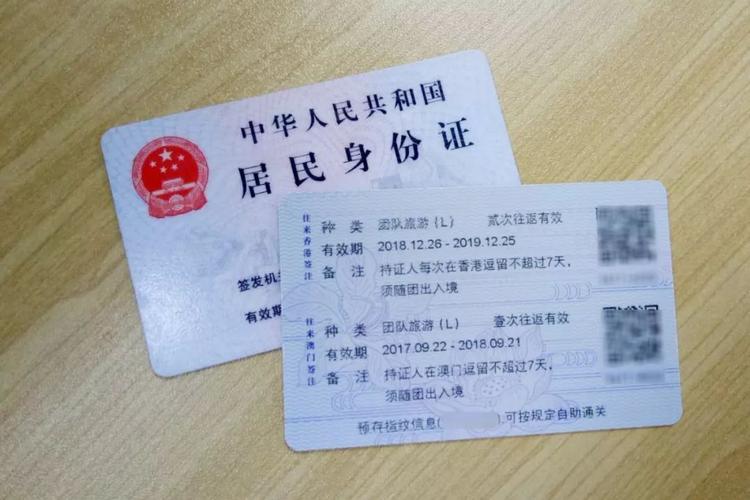 中华人民共和国
居民身份证
签发机
有效期
往来香港签注
种 类 团队旅游(L) 贰次往返有效
有效期 2018.12.26 - 2019.12.25
备 注 持证人每次在香港逗留不超过7天,
须随团出入境
往来澳门签注
种 类 团队旅游(L) 壹次往返有效
有效期 2017.09.22 - 2018.09.21
备 注 持证人在澳门逗留不超过7天,
须随团出入境
预存指纹信息( ),可按规定自助通关